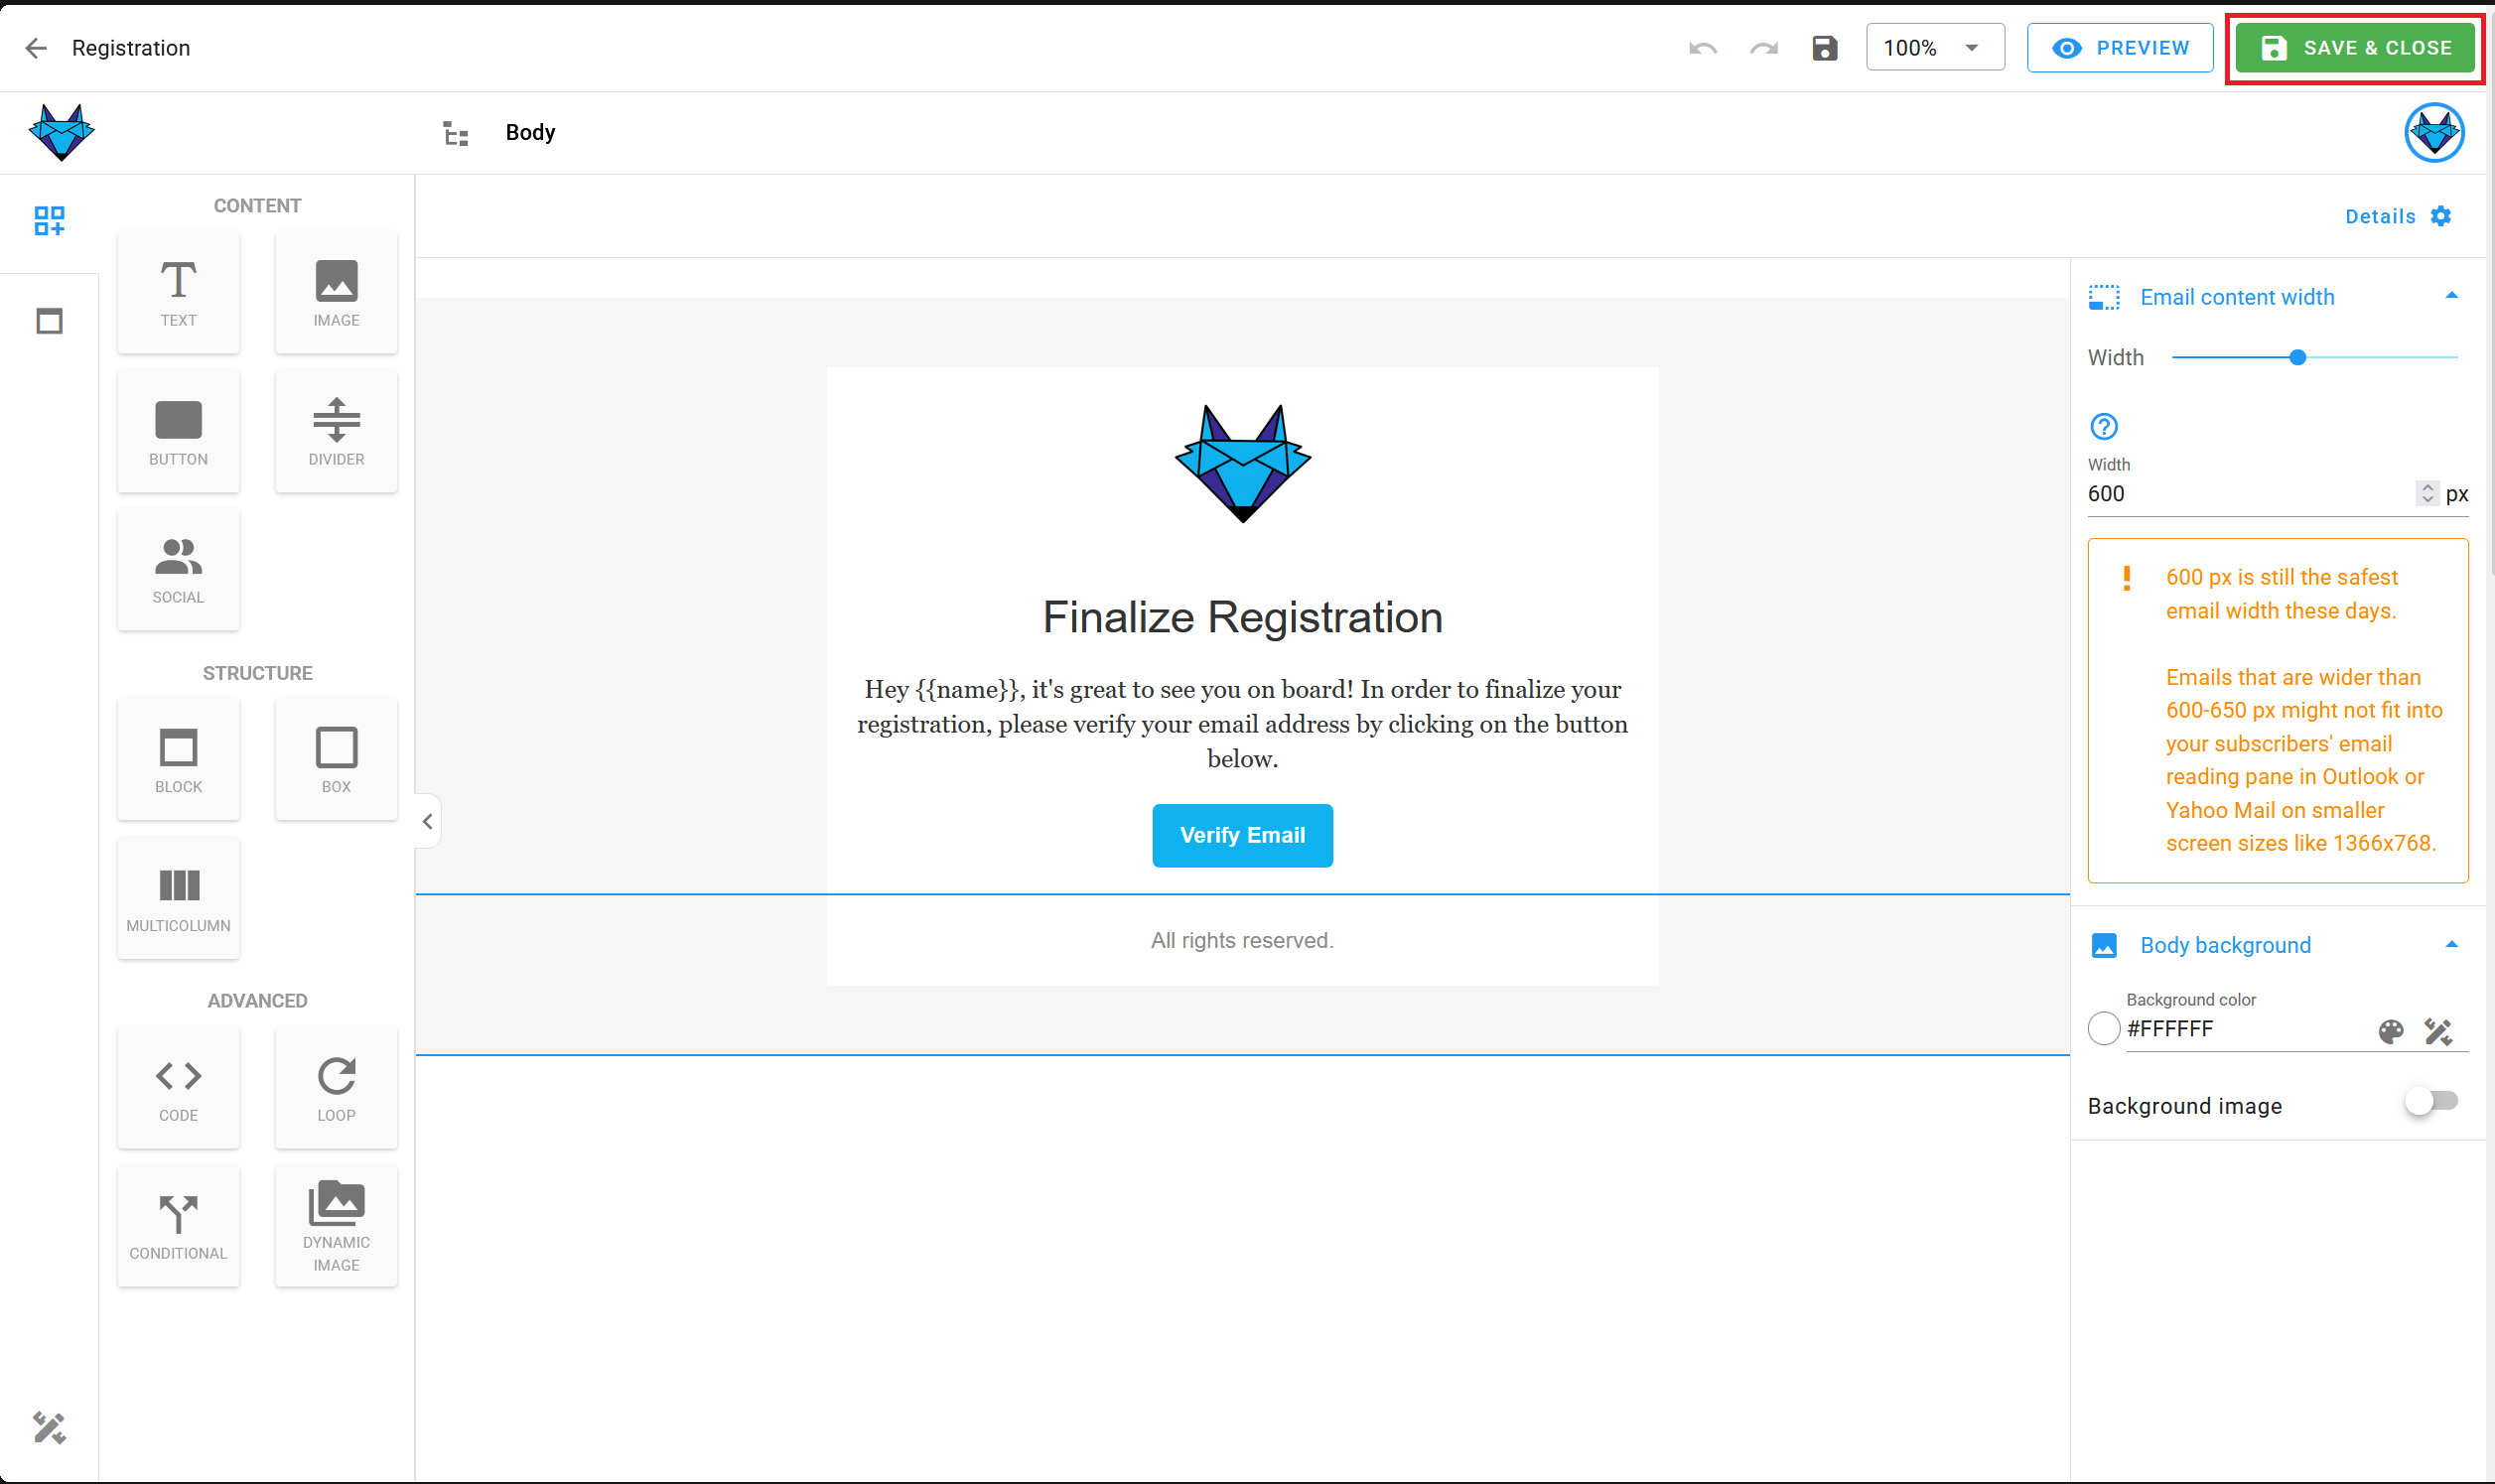 Registration
100%
PREVIEW
SAVE & CLOSE
Body
CONTENT
TEXT
IMAGE
BUTTON
DIVIDER
SOCIAL
STRUCTURE
BLOCK
BOX
MULTICOLUMN
ADVANCED
CODE
LOOP
CONDITIONAL
DYNAMIC
IMAGE
Finalize Registration
Hey {{name}}, it's great to see you on board! In order to finalize your
registration, please verify your email address by clicking on the button
below.
Verify Email
All rights reserved.
Details
Email content width
Width
Width
600
px
600 px is still the safest
email width these days.
Emails that are wider than
600-650 px might not fit into
your subscribers' email
reading pane in Outlook or
Yahoo Mail on smaller
screen sizes like 1366x768.
Body background
Background color
#FFFFFF
Background image